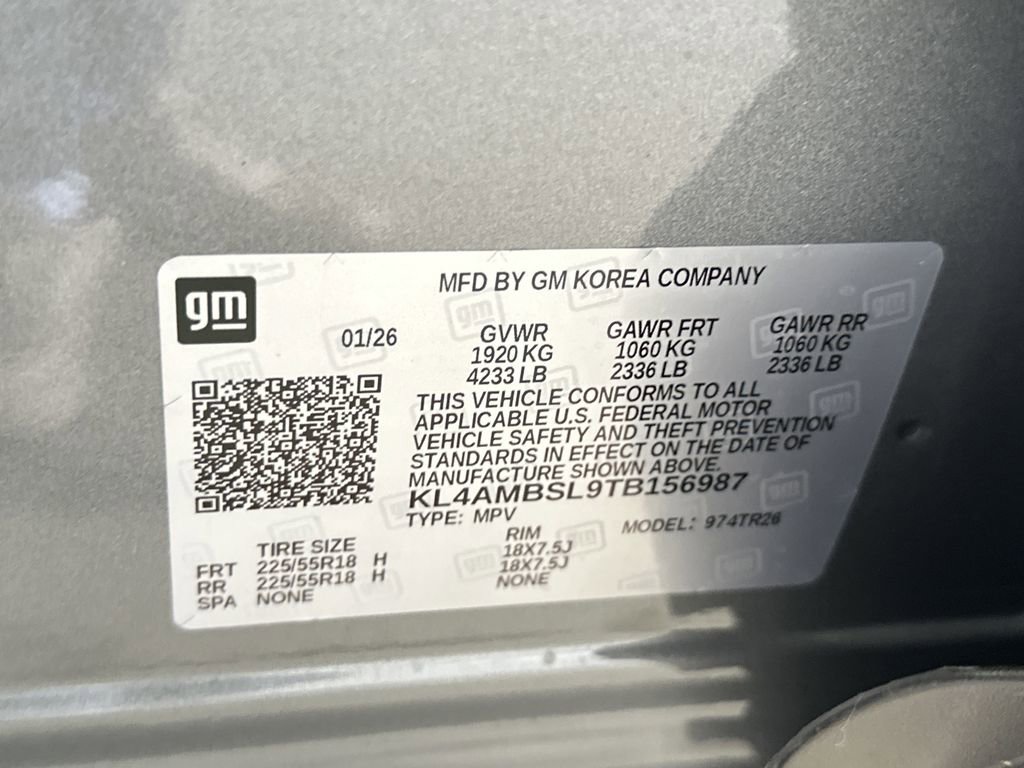 gm
MFD BY GM KOREA COMPANY
01/26
GVWR GAWR FRT GAWR RR
1920 KG 1060 KG 1060 KG
4233 LB 2336 LB 2336 LB
THIS VEHICLE CONFORMS TO ALL
APPLICABLE U.S. FEDERAL MOTOR
VEHICLE SAFETY AND THEFT PREVENTION
STANDARDS IN EFFECT ON THE DATE OF
MANUFACTURE SHOWN ABOVE.
KL4AMBSL9TB156987
TYPE: MPV MODEL: 974TR26
TIRE SIZE RIM
FRT 225/55R18 H 18X7.5J
RR 225/55R18 H 18X7.5J
SPA NONE NONE